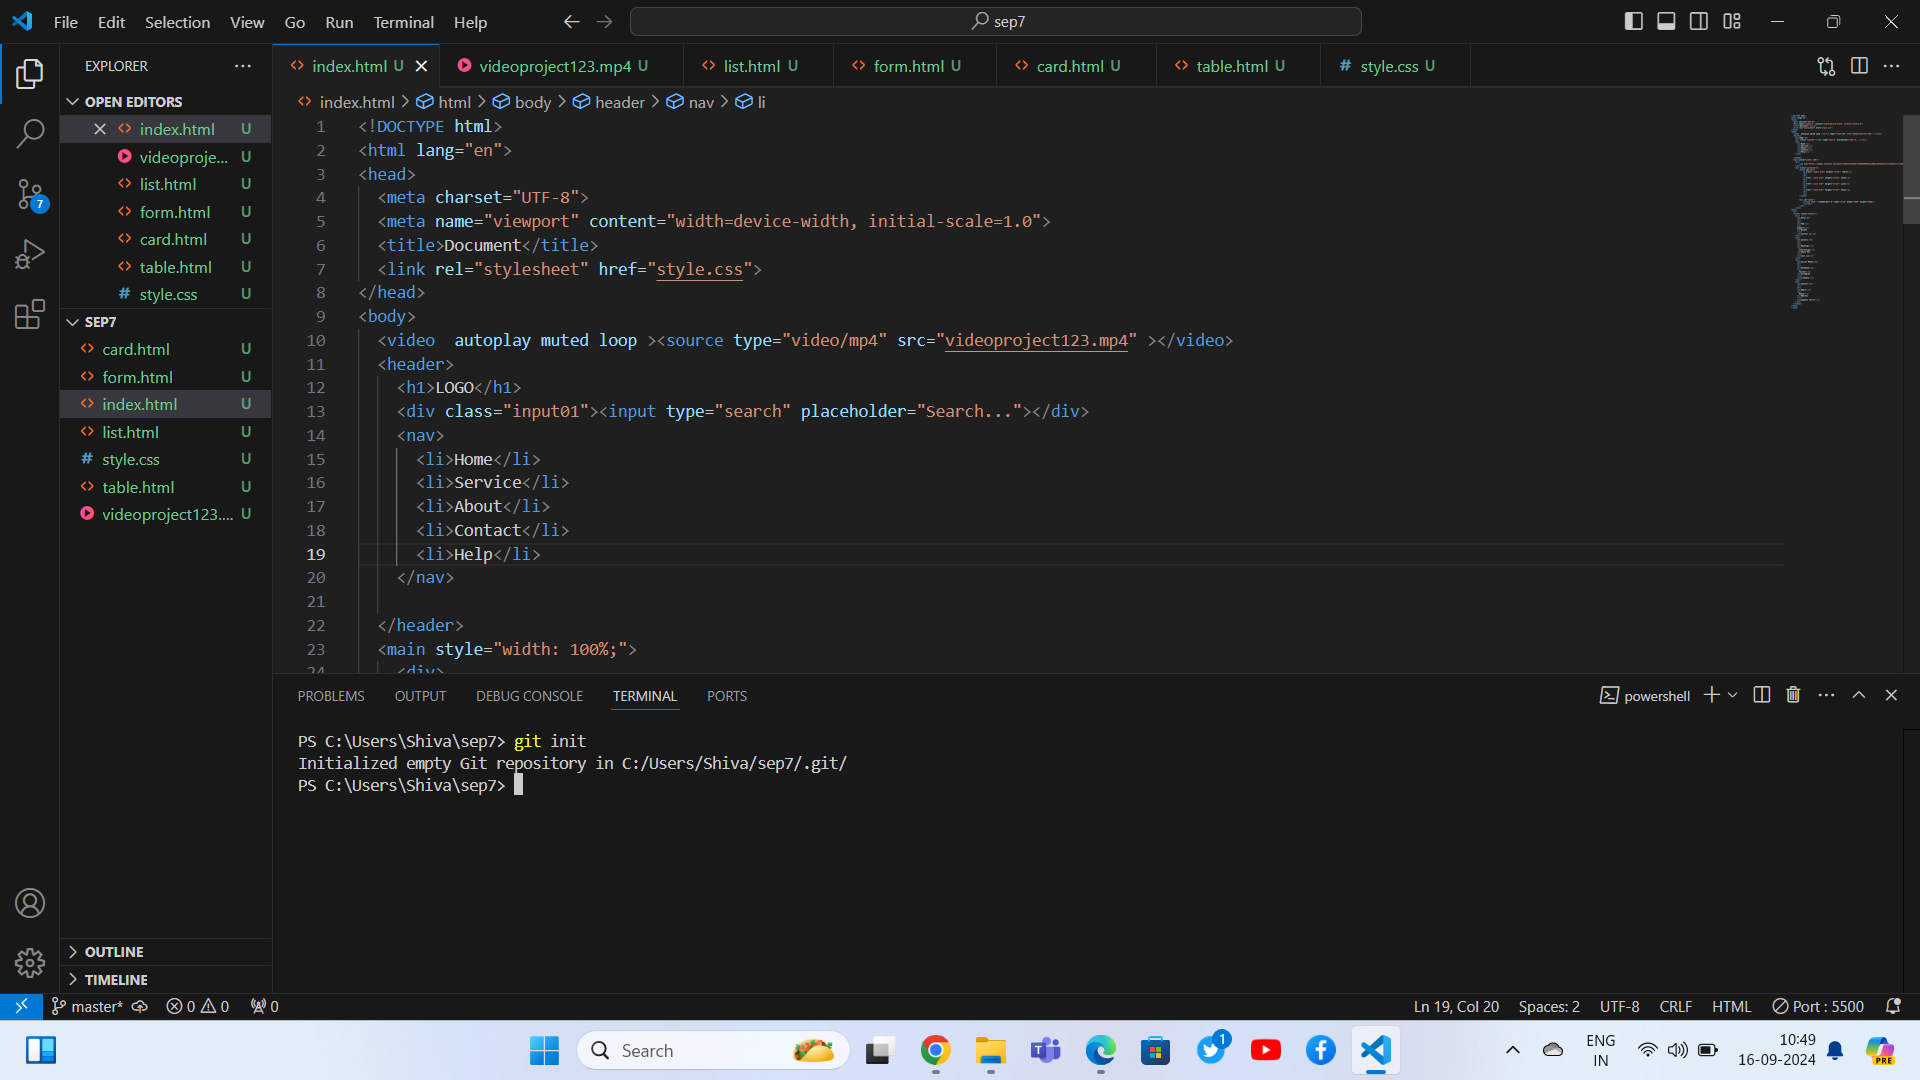 File Edit Selection View Go Run Terminal Help
sep7
EXPLORER
OPEN EDITORS
index.html U
videoproje... U
list.html U
form.html U
card.html U
table.html U
style.css U
SEP7
card.html U
form.html U
index.html U
list.html U
style.css U
table.html U
videoproject123.... U
OUTLINE
TIMELINE
7
index.html U videoproject123.mp4 U list.html U form.html U card.html U table.html U style.css U
index.html > html > body > header > nav > li
1 <!DOCTYPE html>
2 <html lang="en">
3 <head>
4 <meta charset="UTF-8">
5 <meta name="viewport" content="width=device-width, initial-scale=1.0">
6 <title>Document</title>
7 <link rel="stylesheet" href="style.css">
8 </head>
9 <body>
10 <video  autoplay muted loop ><source type="video/mp4" src="videoproject123.mp4" ></video>
11 <header>
12 <h1>LOGO</h1>
13 <div class="input01"><input type="search" placeholder="Search..."></div>
14 <nav>
15 <li>Home</li>
16 <li>Service</li>
17 <li>About</li>
18 <li>Contact</li>
19 <li>Help</li>
20 </nav>
21
22 </header>
23 <main style="width: 100%;">
24 <div>
PROBLEMS OUTPUT DEBUG CONSOLE TERMINAL PORTS
powershell
PS C:\Users\Shiva\sep7> git init
Initialized empty Git repository in C:/Users/Shiva/sep7/.git/
PS C:\Users\Shiva\sep7>
master* 0 0 0
Ln 19, Col 20 Spaces: 2 UTF-8 CRLF HTML Port : 5500
Search
1
ENG
IN
10:49
16-09-2024
PRE